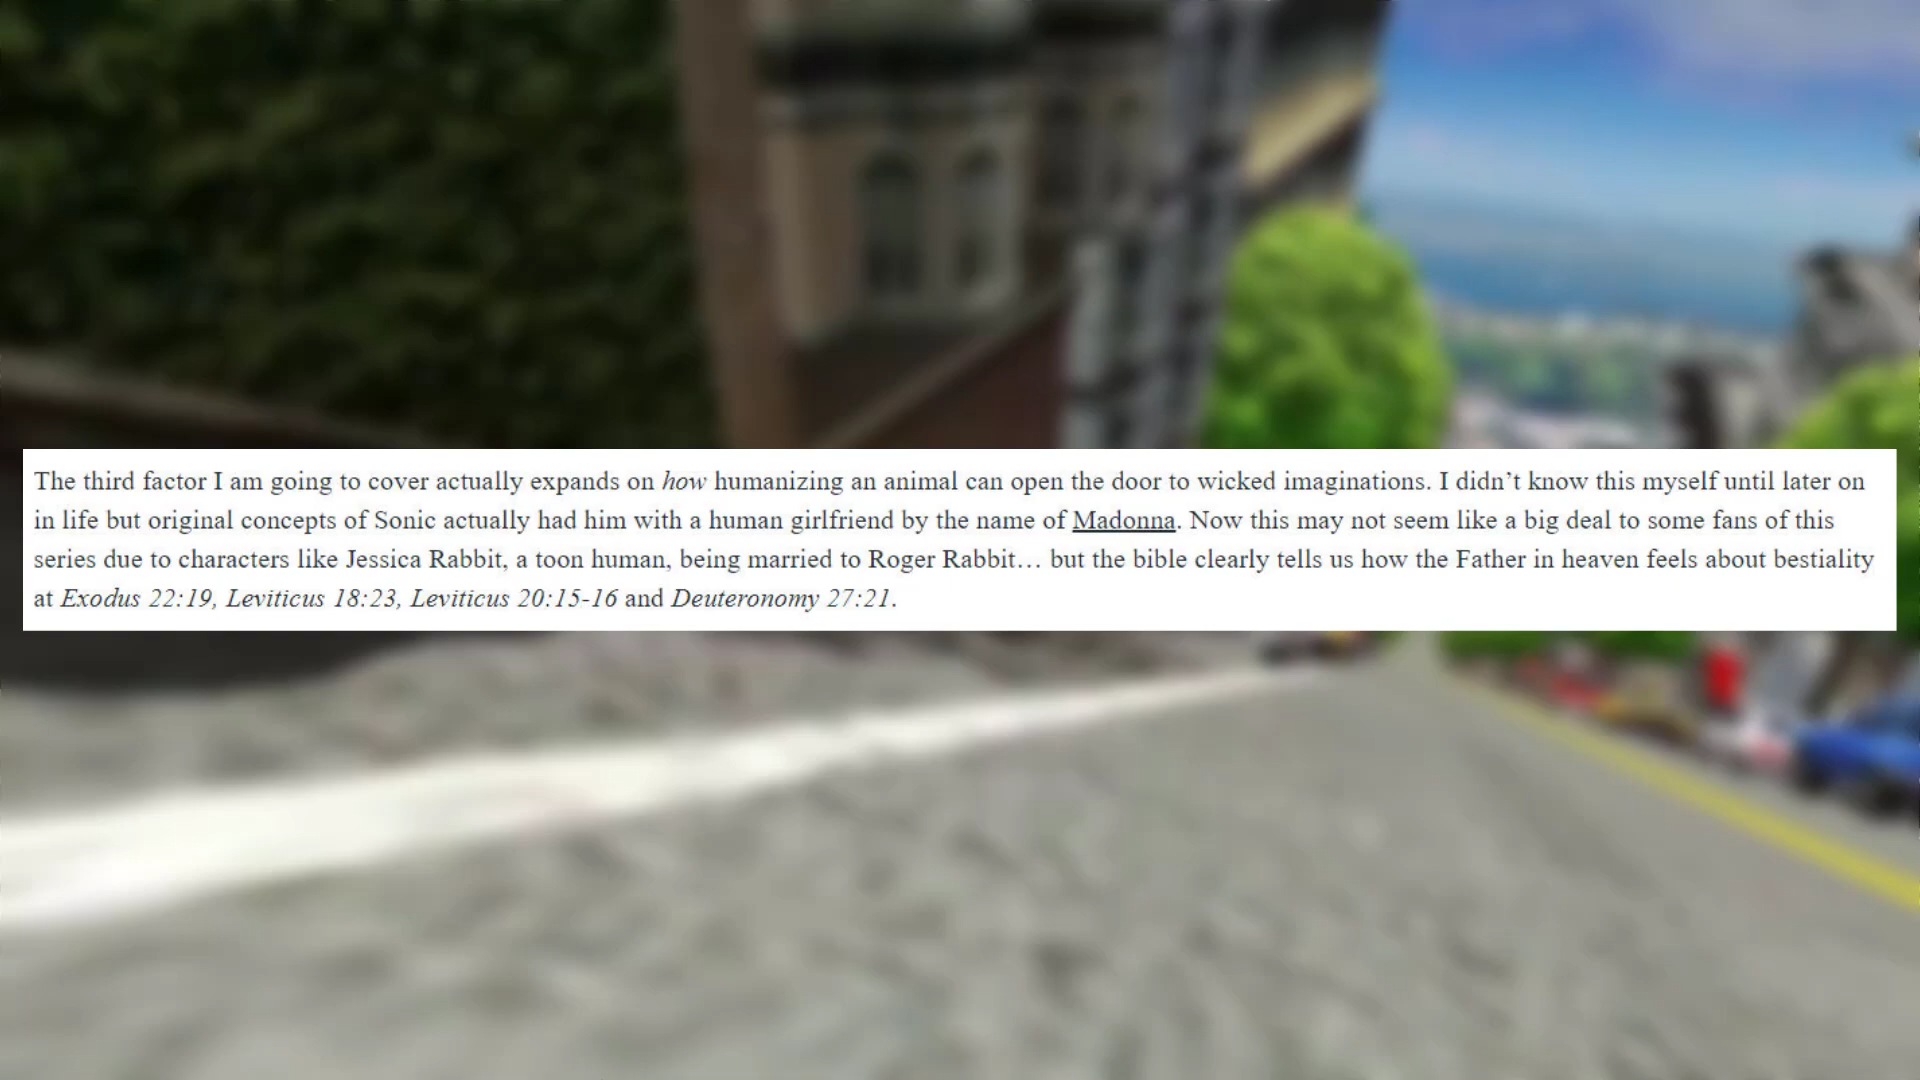 The third factor I am going to cover actually expands on how humanizing an animal can open the door to wicked imaginations. I didn’t know this myself until later on
in life but original concepts of Sonic actually had him with a human girlfriend by the name of Madonna. Now this may not seem like a big deal to some fans of this
series due to characters like Jessica Rabbit, a toon human, being married to Roger Rabbit… but the bible clearly tells us how the Father in heaven feels about bestiality
at Exodus 22:19, Leviticus 18:23, Leviticus 20:15-16 and Deuteronomy 27:21.